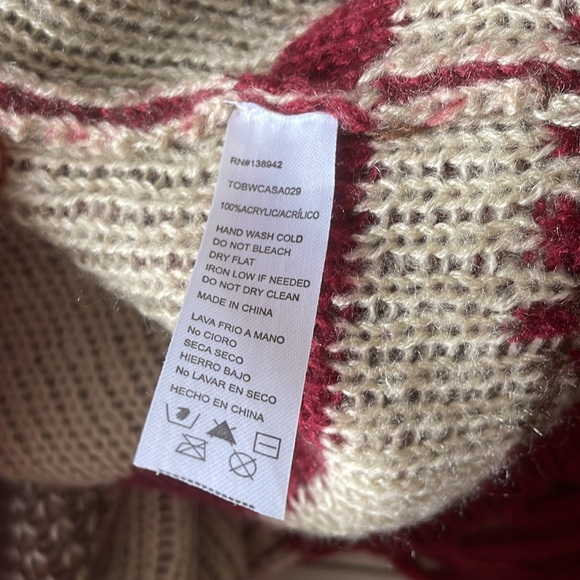 RN#138942
TOBWCASA029
100%ACRYLIC/ACRÍLICO
HAND WASH COLD
DO NOT BLEACH
DRY FLAT
IRON LOW IF NEEDED
DO NOT DRY CLEAN
MADE IN CHINA
LAVA FRIO A MANO
No CIORO
SECA SECO
HIERRO BAJO
No LAVAR EN SECO
HECHO EN CHINA